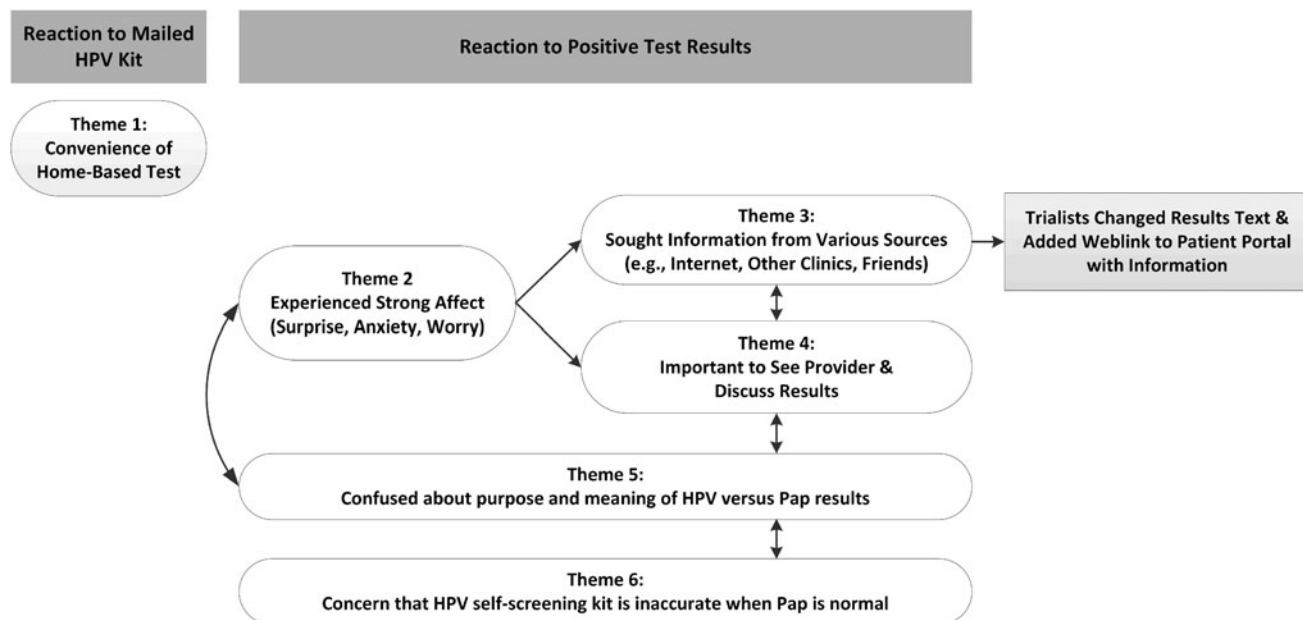 Reaction to Mailed
HPV Kit
Reaction to Positive Test Results
Theme 1:
Convenience of
Home-Based Test
Theme 2
Experienced Strong Affect
(Surprise, Anxiety, Worry)
Theme 3:
Sought Information from Various Sources
(e.g., Internet, Other Clinics, Friends)
Trialists Changed Results Text &
Added Weblink to Patient Portal
with Information
Theme 4:
Important to See Provider &
Discuss Results
Theme 5:
Confused about purpose and meaning of HPV versus Pap results
Theme 6:
Concern that HPV self-screening kit is inaccurate when Pap is normal